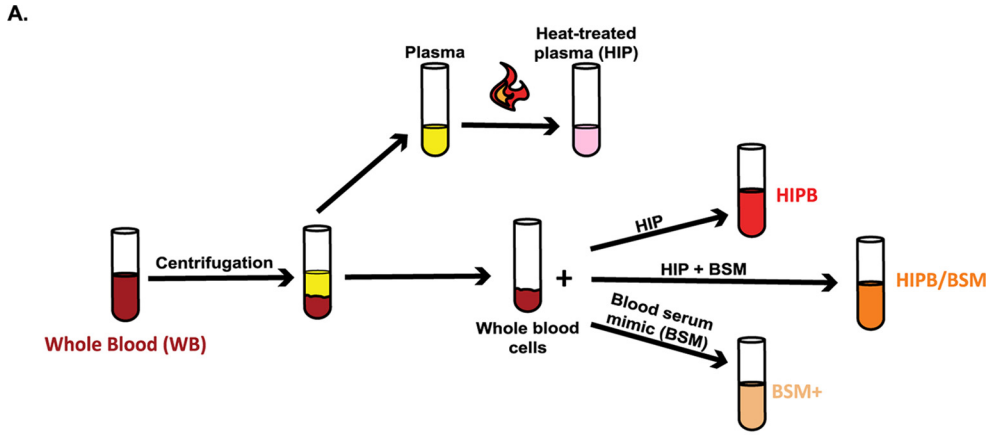 A.
Plasma
Heat-treated
plasma (HIP)
Centrifugation
Whole Blood (WB)
Whole blood
cells
+
HIP
HIPB
HIP + BSM
HIPB/BSM
Blood serum
mimic (BSM)
BSM+